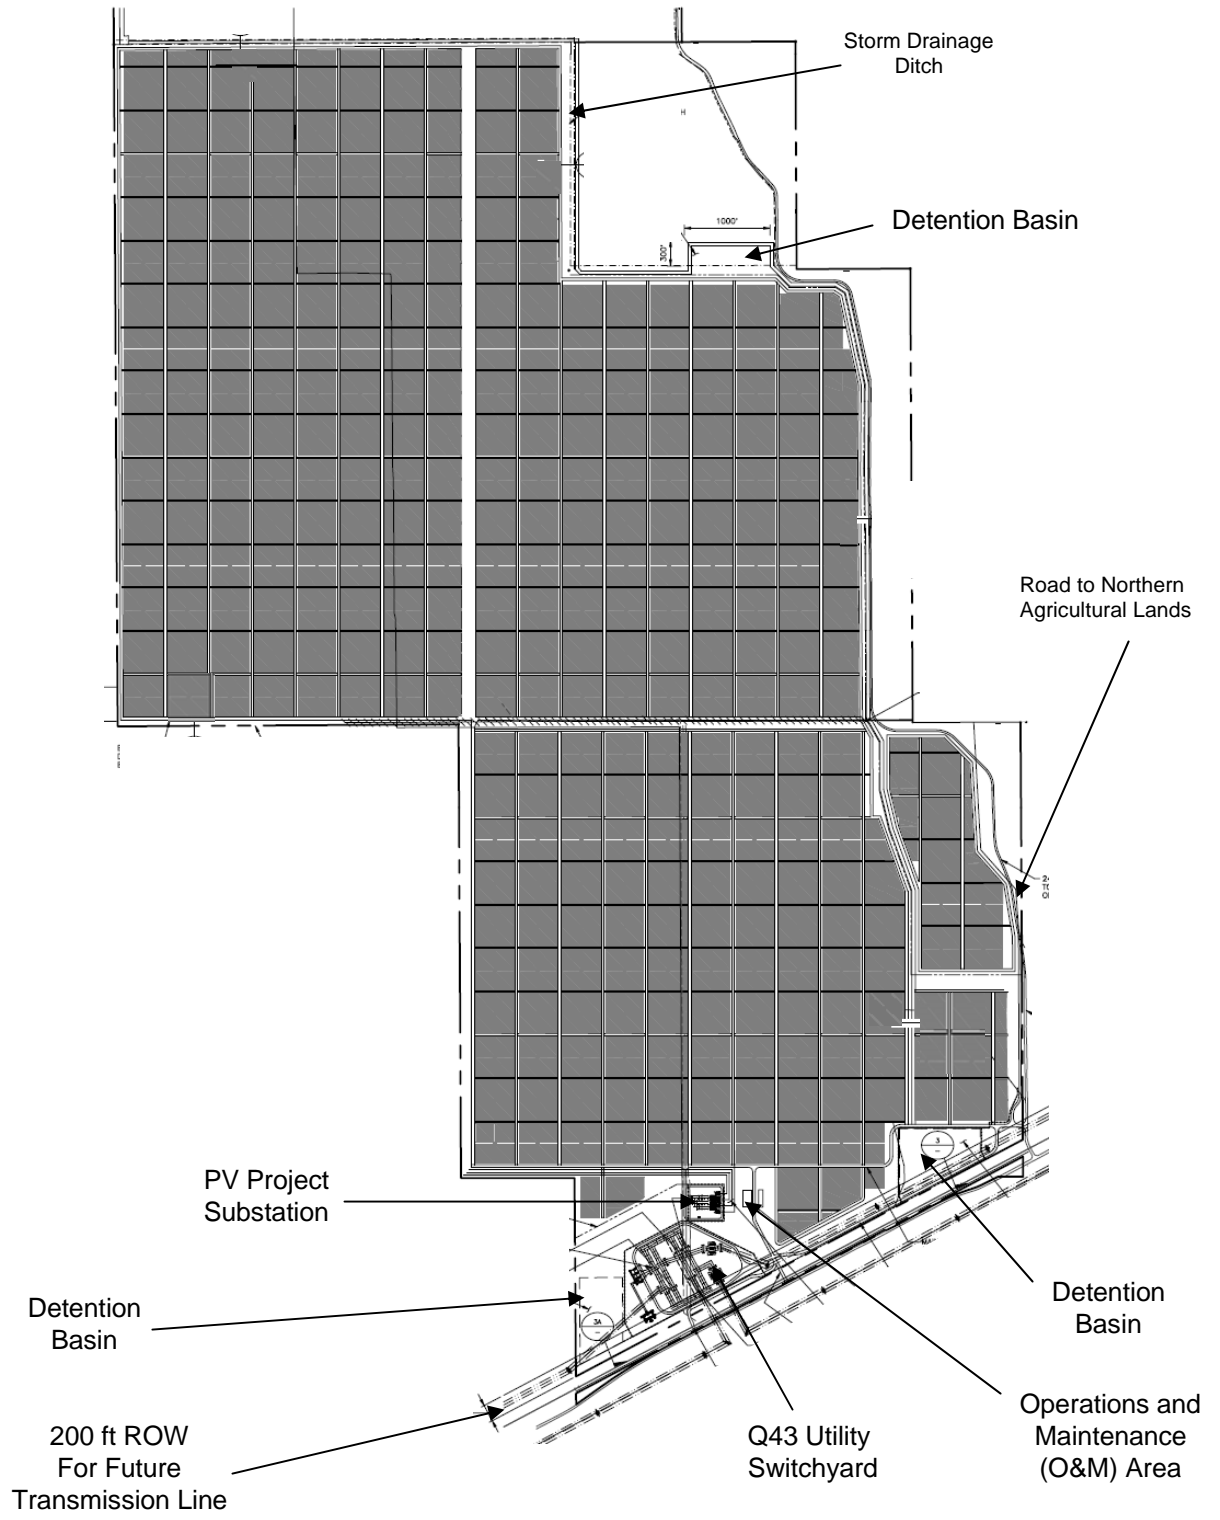 Storm Drainage
Ditch
H
1000'
300'
Detention Basin
Road to Northern
Agricultural Lands
3
PV Project
Substation
Detention
Basin
3A
Detention
Basin
Operations and
Maintenance
(O&M) Area
200 ft ROW
For Future
Transmission Line
Q43 Utility
Switchyard